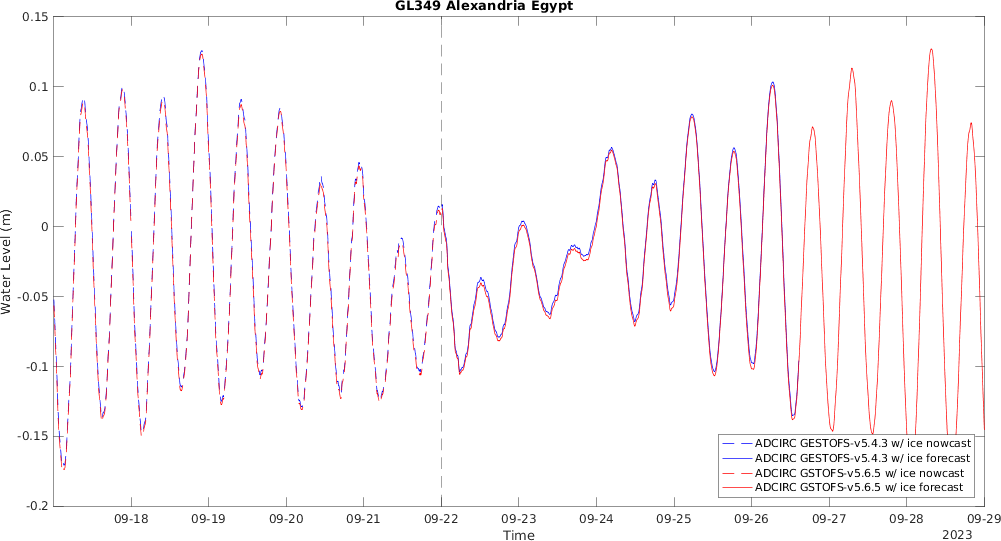 GL349 Alexandria Egypt
0.15
0.1
0.05
0
-0.05
-0.1
-0.15
-0.2
Water Level (m)
ADCIRC GESTOFS-v5.4.3 w/ ice nowcast
ADCIRC GESTOFS-v5.4.3 w/ ice forecast
ADCIRC GSTOFS-v5.6.5 w/ ice nowcast
ADCIRC GSTOFS-v5.6.5 w/ ice forecast
09-18 09-19 09-20 09-21 09-22 09-23 09-24 09-25 09-26 09-27 09-28 09-29
Time
2023